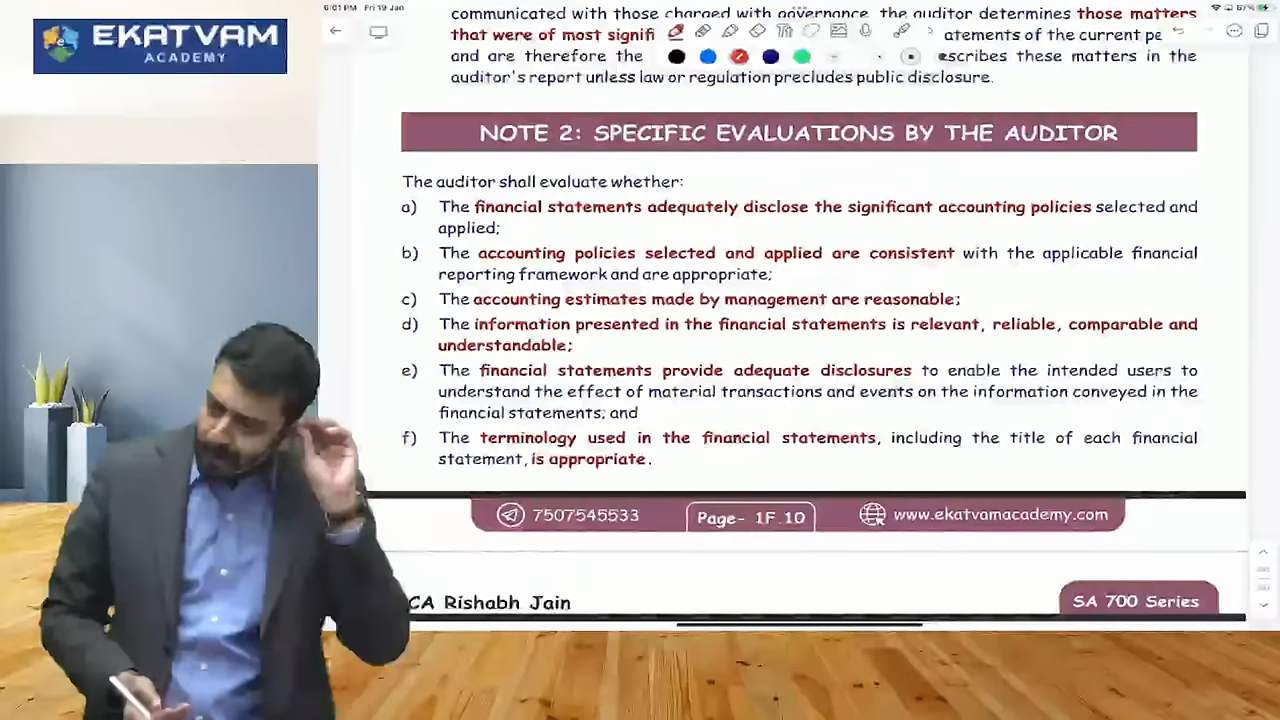 6:01 PM Fri 19 Jan
87%
EKATVAM
ACADEMY
communicated with those charged with governance, the auditor determines those matters
that were of most signifi atements of the current pe
and are therefore the escribes these matters in the
auditor's report unless law or regulation precludes public disclosure.
NOTE 2: SPECIFIC EVALUATIONS BY THE AUDITOR
The auditor shall evaluate whether:
a) The financial statements adequately disclose the significant accounting policies selected and
applied;
b) The accounting policies selected and applied are consistent with the applicable financial
reporting framework and are appropriate;
c) The accounting estimates made by management are reasonable;
d) The information presented in the financial statements is relevant, reliable, comparable and
understandable;
e) The financial statements provide adequate disclosures to enable the intended users to
understand the effect of material transactions and events on the information conveyed in the
financial statements; and
f) The terminology used in the financial statements, including the title of each financial
statement, is appropriate.
7507545533 Page- 1F.10 www.ekatvamacademy.com
CA Rishabh Jain SA 700 Series